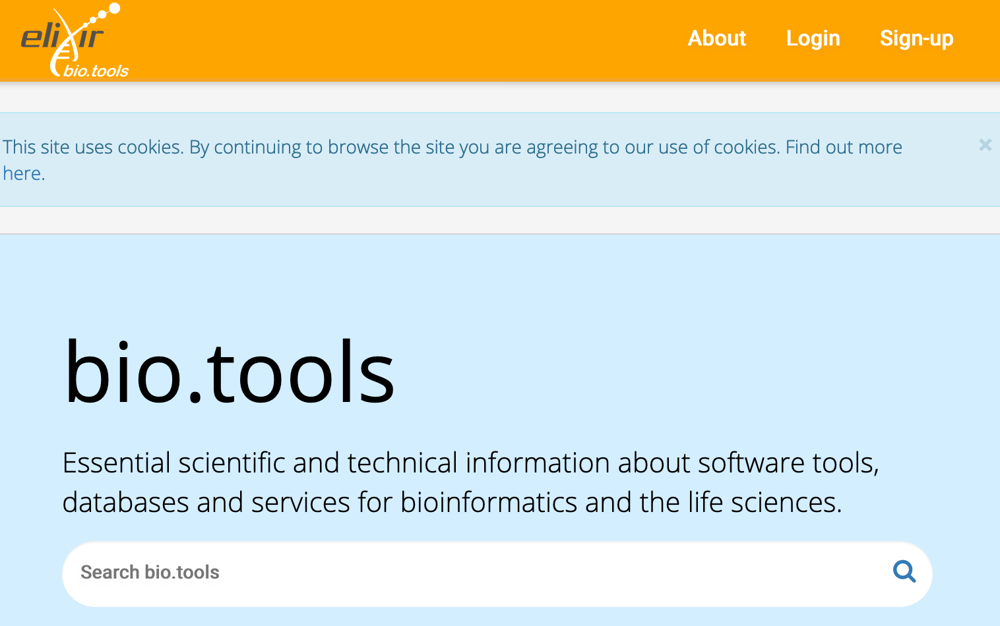 elixir
bio.tools
About Login Sign-up
This site uses cookies. By continuing to browse the site you are agreeing to our use of cookies. Find out more
here.
×
bio.tools
Essential scientific and technical information about software tools,
databases and services for bioinformatics and the life sciences.
Search bio.tools